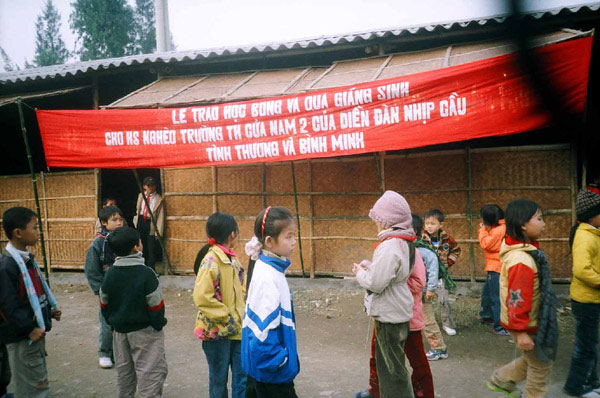 LỄ TRAO HỌC BỔNG VÀ QUÀ GIÁNG SINH
CHO HS NGHÈO TRƯỜNG TH CỬA NAM 2 CỦA DIỄN ĐÀN NHỊP CẦU
TÌNH THƯƠNG VÀ BÌNH MINH